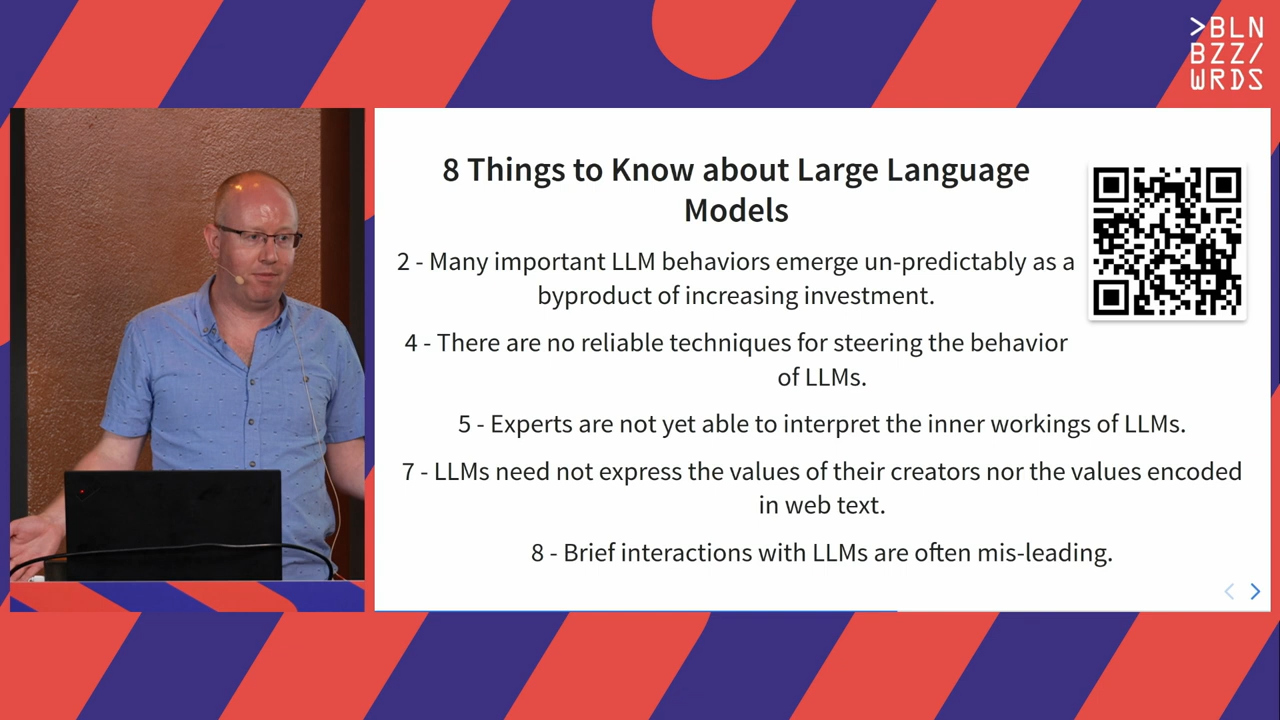 >BLN
BZZ/
WRDS
8 Things to Know about Large Language
Models
2 - Many important LLM behaviors emerge un-predictably as a
byproduct of increasing investment.
4 - There are no reliable techniques for steering the behavior
of LLMs.
5 - Experts are not yet able to interpret the inner workings of LLMs.
7 - LLMs need not express the values of their creators nor the values encoded
in web text.
8 - Brief interactions with LLMs are often mis-leading.